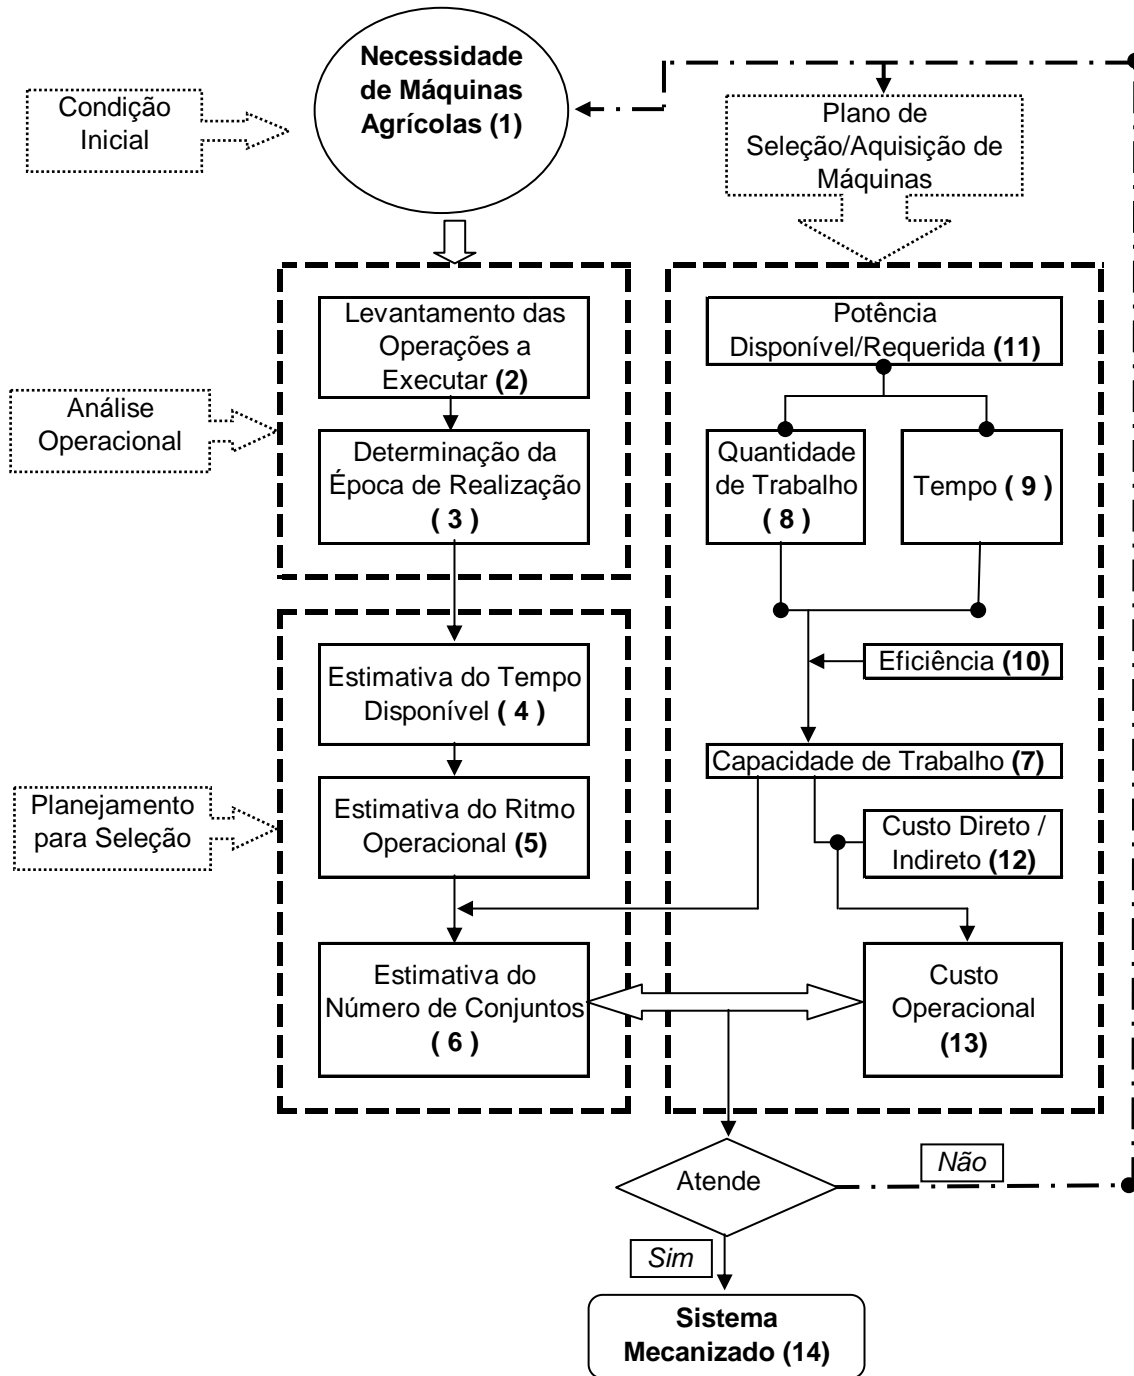 Necessidade
de Máquinas
Agrícolas (1)
Condição
Inicial
Plano de
Seleção/Aquisição de
Máquinas
Levantamento das
Operações a
Executar (2)
Potência
Disponível/Requerida (11)
Análise
Operacional
Determinação da
Época de Realização
( 3 )
Quantidade
de Trabalho
( 8 )
Tempo ( 9 )
Estimativa do Tempo
Disponível ( 4 )
Eficiência (10)
Capacidade de Trabalho (7)
Planejamento
para Seleção
Estimativa do Ritmo
Operacional (5)
Custo Direto /
Indireto (12)
Estimativa do
Número de Conjuntos
( 6 )
Custo
Operacional
(13)
Atende
Não
Sim
Sistema
Mecanizado (14)